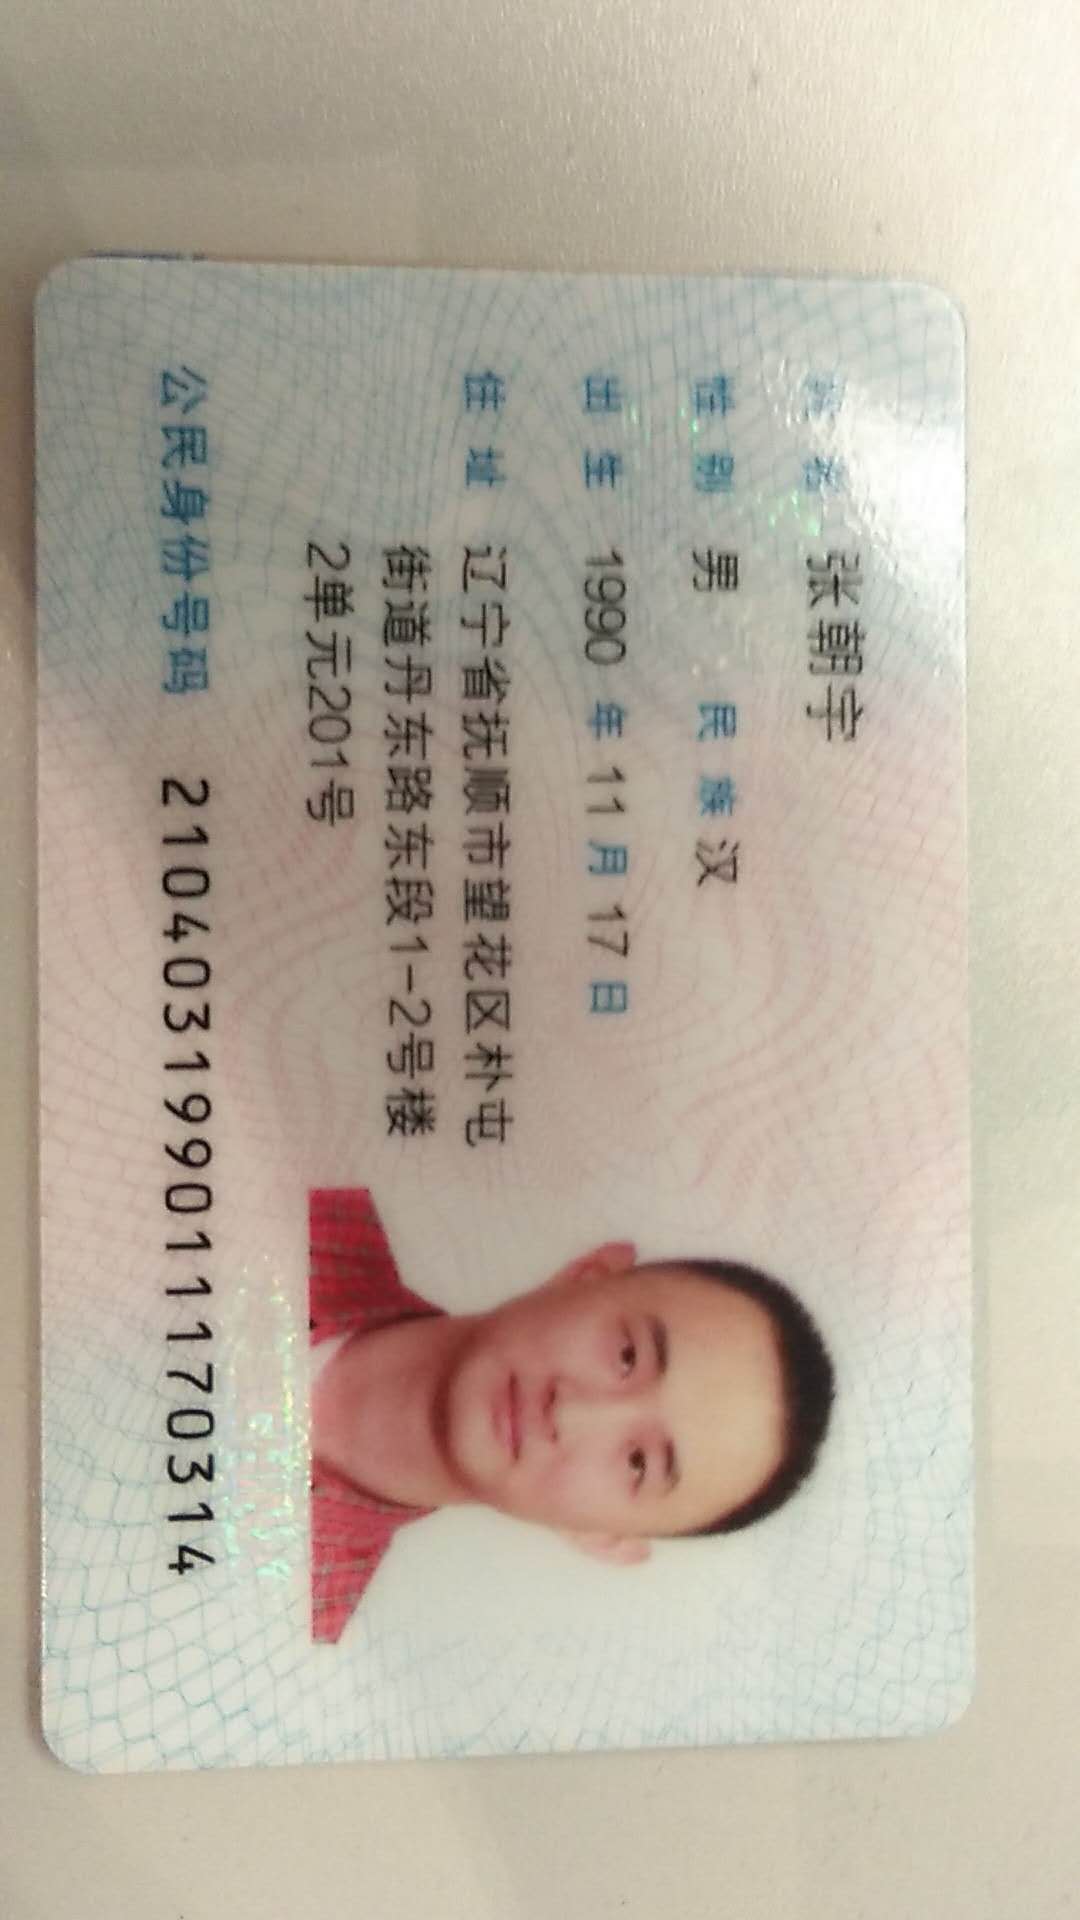 姓名 张朝宇
性别 男 民族 汉
出生 1990 年 11 月 17 日
住址 辽宁省抚顺市望花区朴屯
街道丹东路东段1-2号楼
2单元201号
公民身份号码 210403199011170314